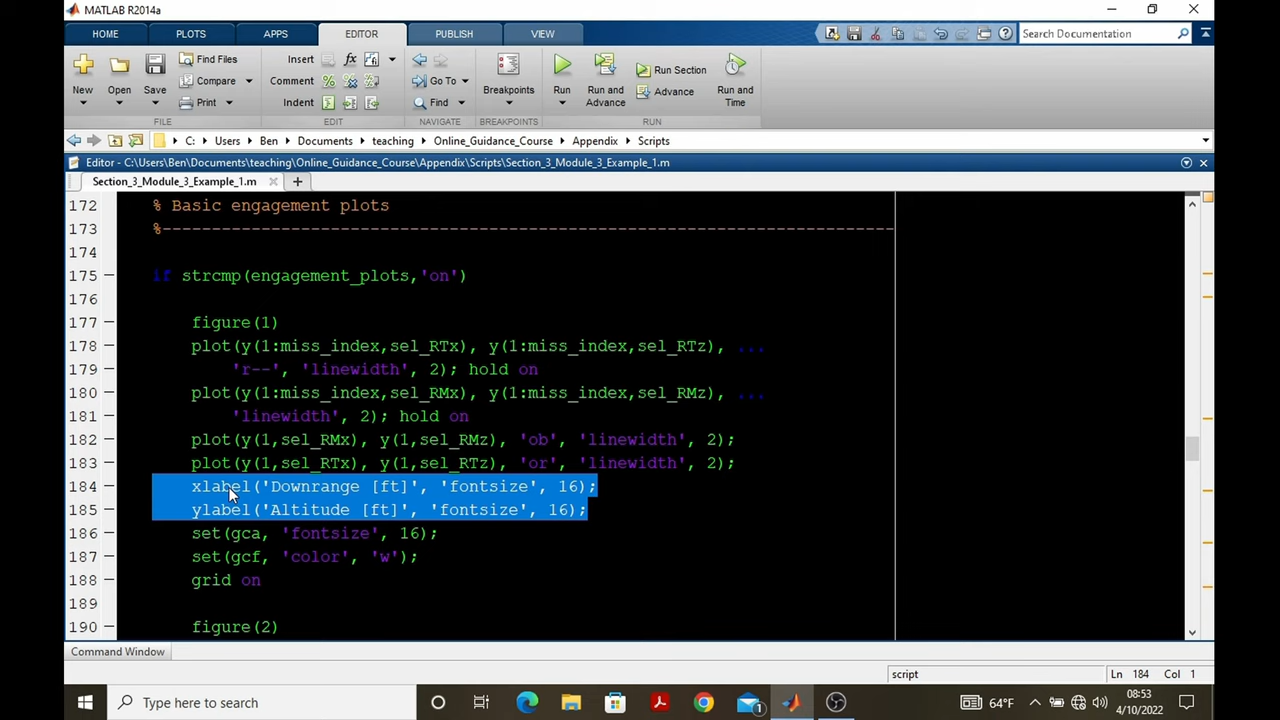 MATLAB R2014a
HOME PLOTS APPS EDITOR PUBLISH VIEW Search Documentation
New Open Save Find Files Compare Print Insert Comment Indent fx Go To Find Breakpoints Run Run and Advance Run Section Advance Run and Time
FILE EDIT NAVIGATE BREAKPOINTS RUN
C: Users Ben Documents teaching Online_Guidance_Course Appendix Scripts
Editor - C:\Users\Ben\Documents\teaching\Online_Guidance_Course\Appendix\Scripts\Section_3_Module_3_Example_1.m
Section_3_Module_3_Example_1.m
172 % Basic engagement plots
173 %--------------------------------------------------------------------------
174
175 if strcmp(engagement_plots,'on')
176
177 figure(1)
178 plot(y(1:miss_index,sel_RTx), y(1:miss_index,sel_RTz), ...
179 'r--', 'linewidth', 2); hold on
180 plot(y(1:miss_index,sel_RMx), y(1:miss_index,sel_RMz), ...
181 'linewidth', 2); hold on
182 plot(y(1,sel_RMx), y(1,sel_RMz), 'ob', 'linewidth', 2);
183 plot(y(1,sel_RTx), y(1,sel_RTz), 'or', 'linewidth', 2);
184 xlabel('Downrange [ft]', 'fontsize', 16);
185 ylabel('Altitude [ft]', 'fontsize', 16);
186 set(gca, 'fontsize', 16);
187 set(gcf, 'color', 'w');
188 grid on
189
190 figure(2)
Command Window
script Ln 184 Col 1
Type here to search 1 64°F 08:53
4/10/2022